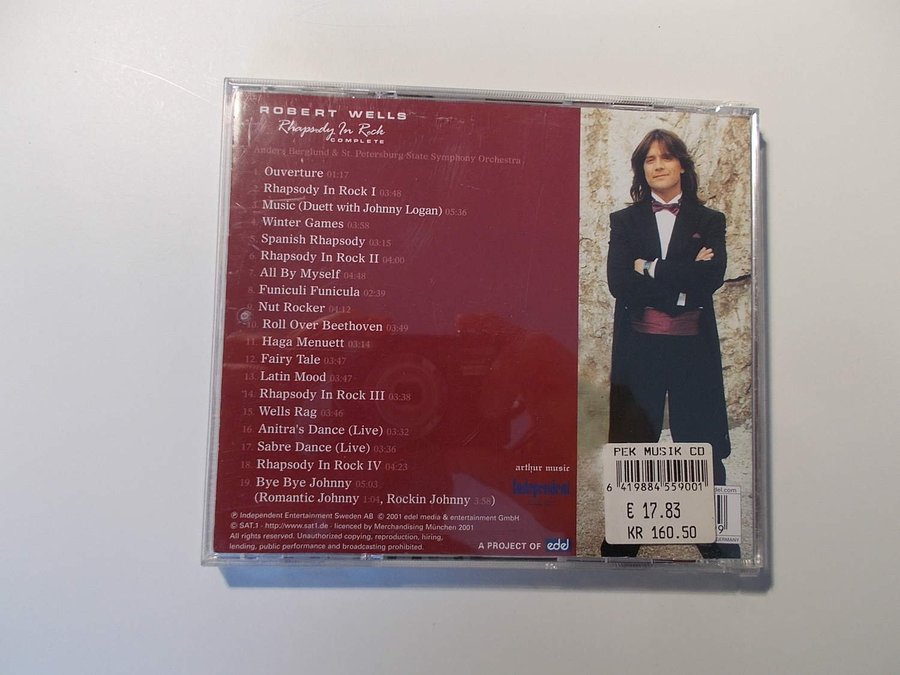 ROBERT WELLS
Rhapsody In Rock
COMPLETE
Anders Berglund & St. Petersburg State Symphony Orchestra
1. Ouverture 01:17
2. Rhapsody In Rock I 03:48
3. Music (Duett with Johnny Logan) 05:36
4. Winter Games 03:58
5. Spanish Rhapsody 03:15
6. Rhapsody In Rock II 04:00
7. All By Myself 04:48
8. Funiculi Funicula 02:39
9. Nut Rocker 04:12
10. Roll Over Beethoven 03:49
11. Haga Menuett 03:14
12. Fairy Tale 03:47
13. Latin Mood 03:47
14. Rhapsody In Rock III 03:38
15. Wells Rag 03:46
16. Anitra's Dance (Live) 03:32
17. Sabre Dance (Live) 03:36
18. Rhapsody In Rock IV 04:23
19. Bye Bye Johnny 05:03
(Romantic Johnny 1:04, Rockin Johnny 3:58)
℗ Independent Entertainment Sweden AB © 2001 edel media & entertainment GmbH
© SAT.1 - http://www.sat1.de - licenced by Merchandising München 2001
All rights reserved. Unauthorized copying, reproduction, hiring,
lending, public performance and broadcasting prohibited.
arthur music
Independent
A PROJECT OF edel
PEK MUSIK CD
6 419884 559001
€ 17.83
KR 160.50
edel.com
9
GERMANY